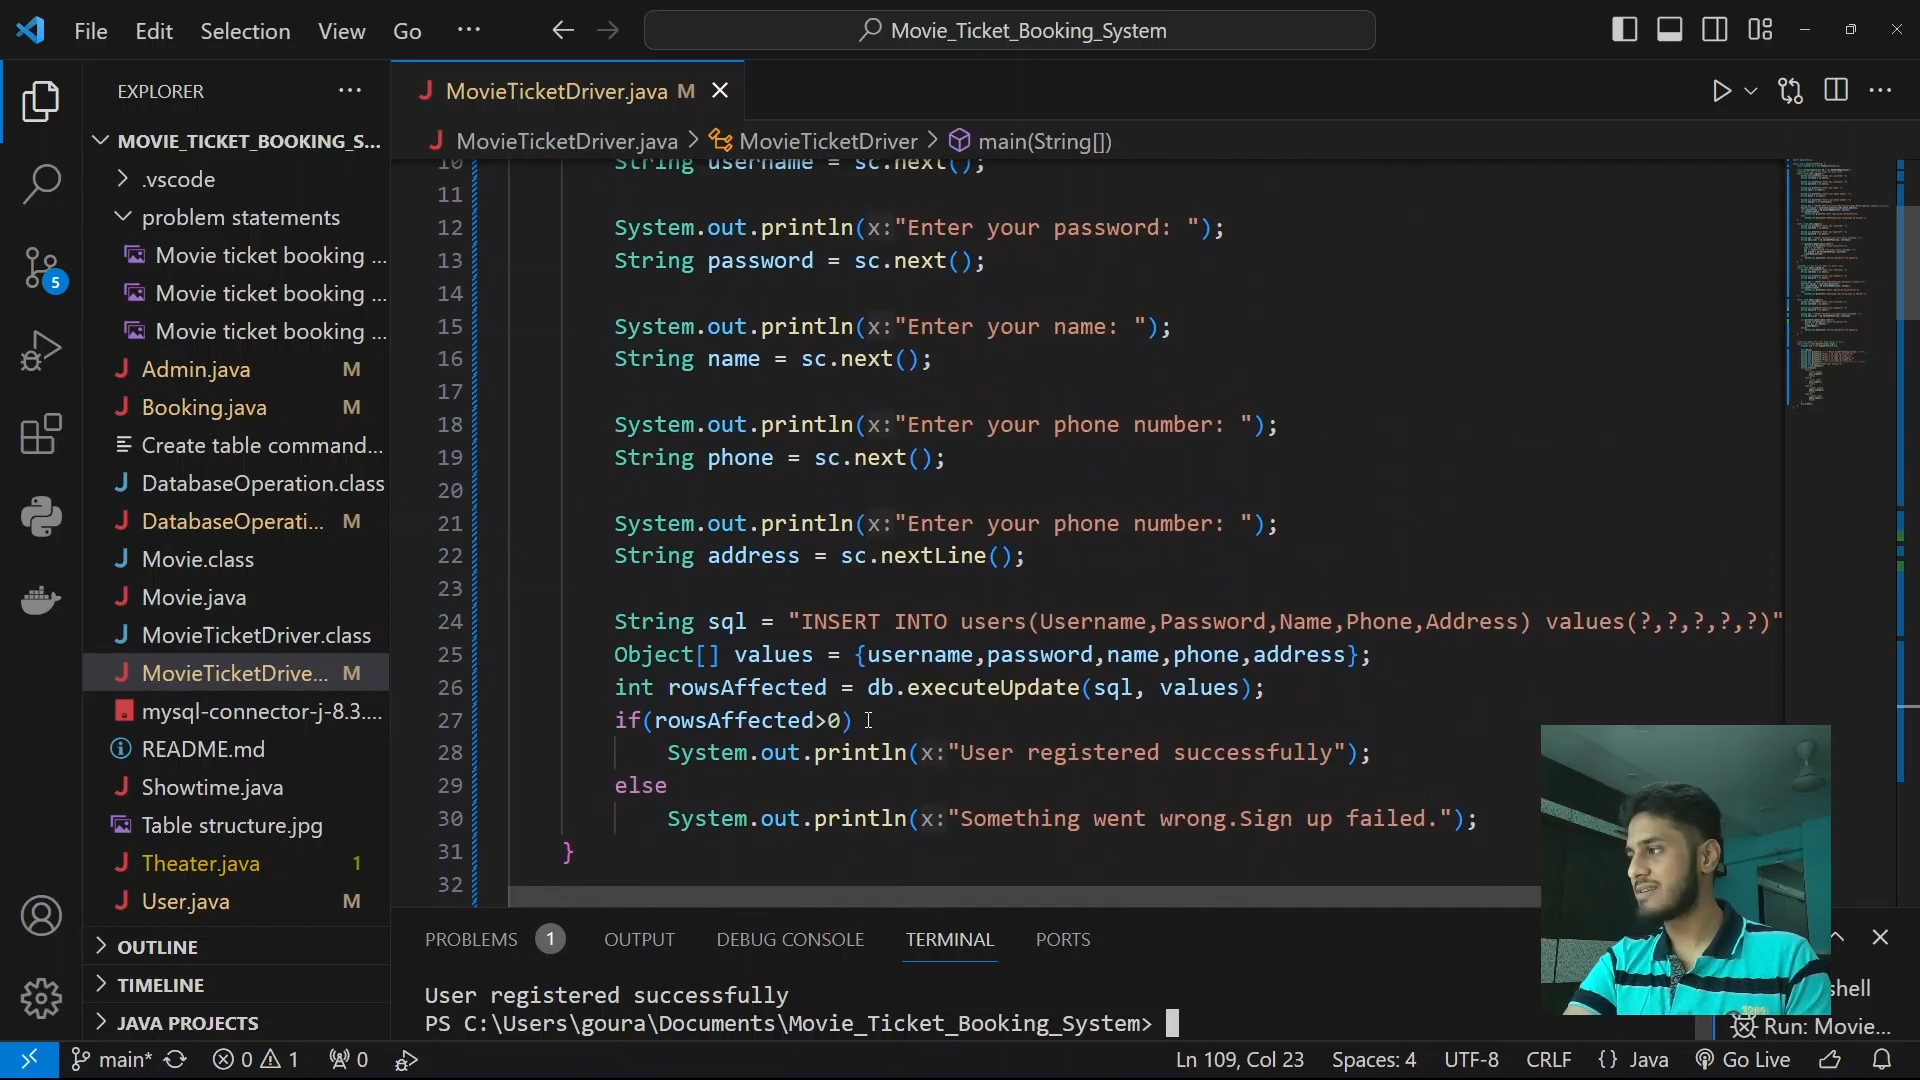 File Edit Selection View Go ... Movie_Ticket_Booking_System
EXPLORER ...
MOVIE_TICKET_BOOKING_S...
.vscode
problem statements
Movie ticket booking ...
Movie ticket booking ...
Movie ticket booking ...
Admin.java M
Booking.java M
Create table command...
DatabaseOperation.class
DatabaseOperati... M
Movie.class
Movie.java
MovieTicketDriver.class
MovieTicketDrive... M
mysql-connector-j-8.3....
README.md
Showtime.java
Table structure.jpg
Theater.java 1
User.java M
OUTLINE
TIMELINE
JAVA PROJECTS
5
MovieTicketDriver.java M
MovieTicketDriver.java > MovieTicketDriver > main(String[])
10 String username = sc.next();
11
12 System.out.println(x:"Enter your password: ");
13 String password = sc.next();
14
15 System.out.println(x:"Enter your name: ");
16 String name = sc.next();
17
18 System.out.println(x:"Enter your phone number: ");
19 String phone = sc.next();
20
21 System.out.println(x:"Enter your phone number: ");
22 String address = sc.nextLine();
23
24 String sql = "INSERT INTO users(Username,Password,Name,Phone,Address) values(?,?,?,?,?)"
25 Object[] values = {username,password,name,phone,address};
26 int rowsAffected = db.executeUpdate(sql, values);
27 if(rowsAffected>0)
28 System.out.println(x:"User registered successfully");
29 else
30 System.out.println(x:"Something went wrong.Sign up failed.");
31 }
32
PROBLEMS 1 OUTPUT DEBUG CONSOLE TERMINAL PORTS
User registered successfully
PS C:\Users\goura\Documents\Movie_Ticket_Booking_System>
shell
Run: Movie...
main* 0 1 0 Ln 109, Col 23 Spaces: 4 UTF-8 CRLF {} Java Go Live